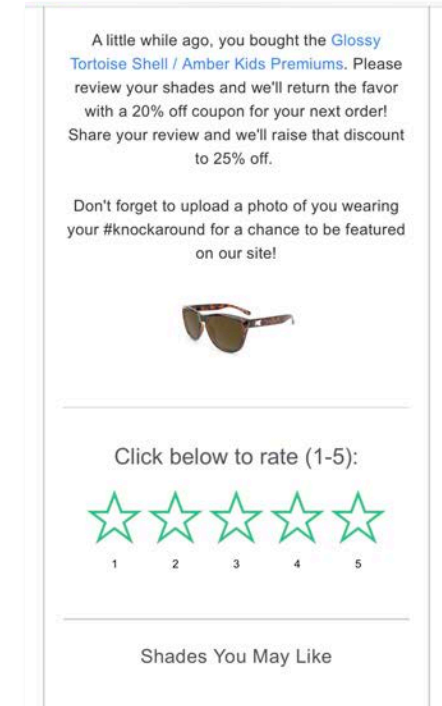 A little while ago, you bought the Glossy
Tortoise Shell / Amber Kids Premiums. Please
review your shades and we'll return the favor
with a 20% off coupon for your next order!
Share your review and we'll raise that discount
to 25% off.
Don't forget to upload a photo of you wearing
your #knockaround for a chance to be featured
on our site!
Click below to rate (1-5):
1 2 3 4 5
Shades You May Like